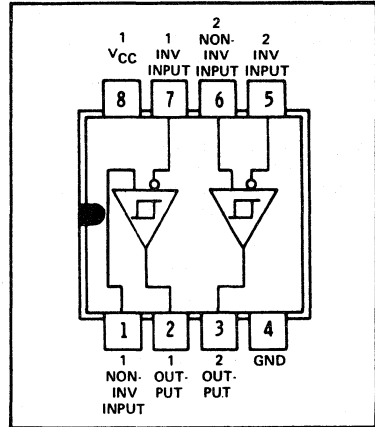 1 1 2 2
VCC INV NON- INV
INPUT INV INPUT
INPUT
8 7 6 5
1 2 3 4
1 1 2 GND
NON- OUT- OUT-
INV PUT PUT
INPUT